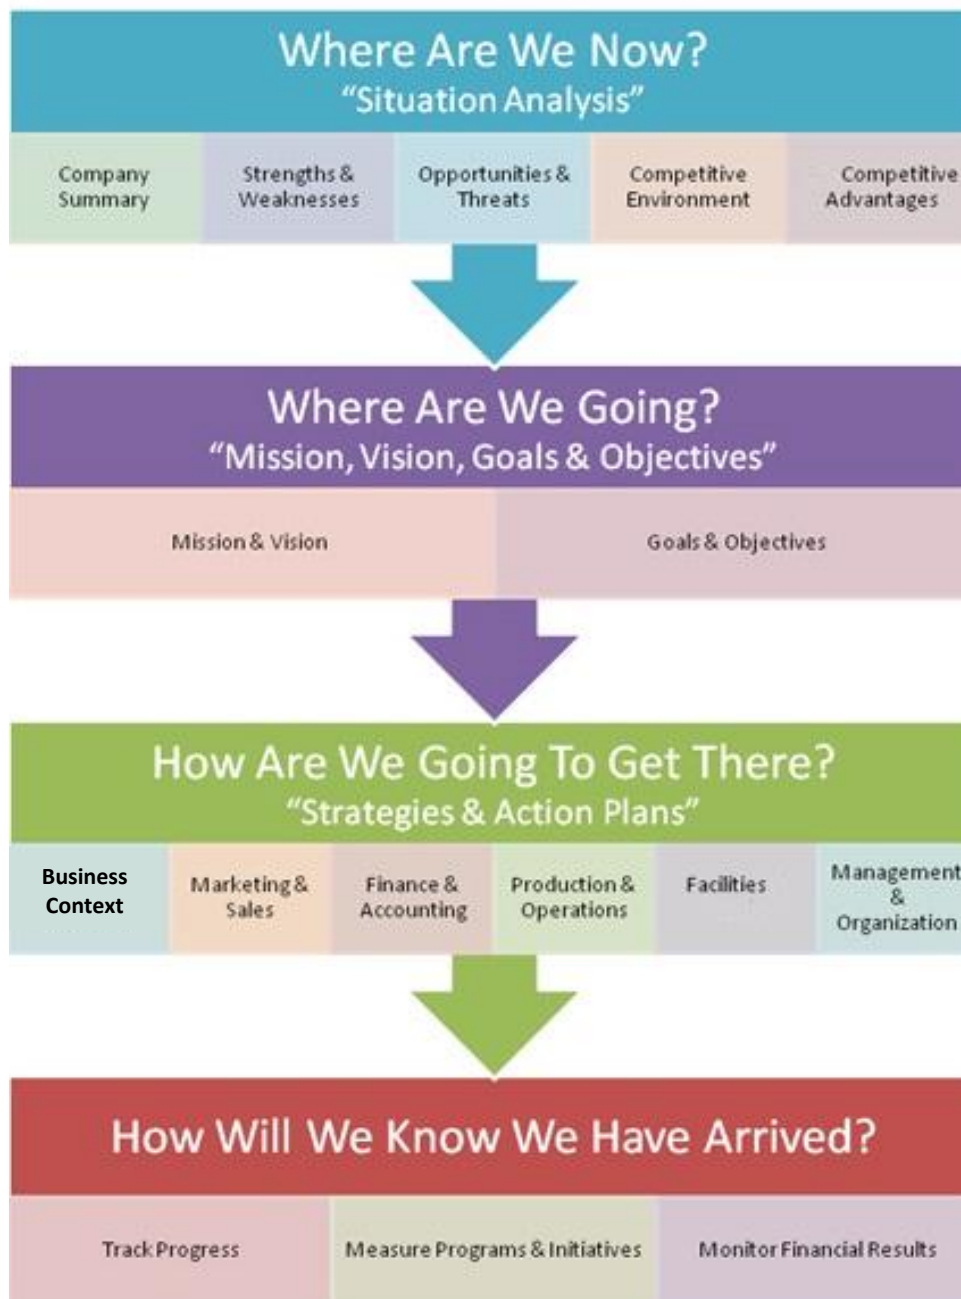 Where Are We Now?
“Situation Analysis”
Company
Summary
Strengths &
Weaknesses
Opportunities &
Threats
Competitive
Environment
Competitive
Advantages
Where Are We Going?
“Mission, Vision, Goals & Objectives”
Mission & Vision
Goals & Objectives
How Are We Going To Get There?
“Strategies & Action Plans”
Business
Context
Marketing &
Sales
Finance &
Accounting
Production &
Operations
Facilities
Management
&
Organization
How Will We Know We Have Arrived?
Track Progress
Measure Programs & Initiatives
Monitor Financial Results